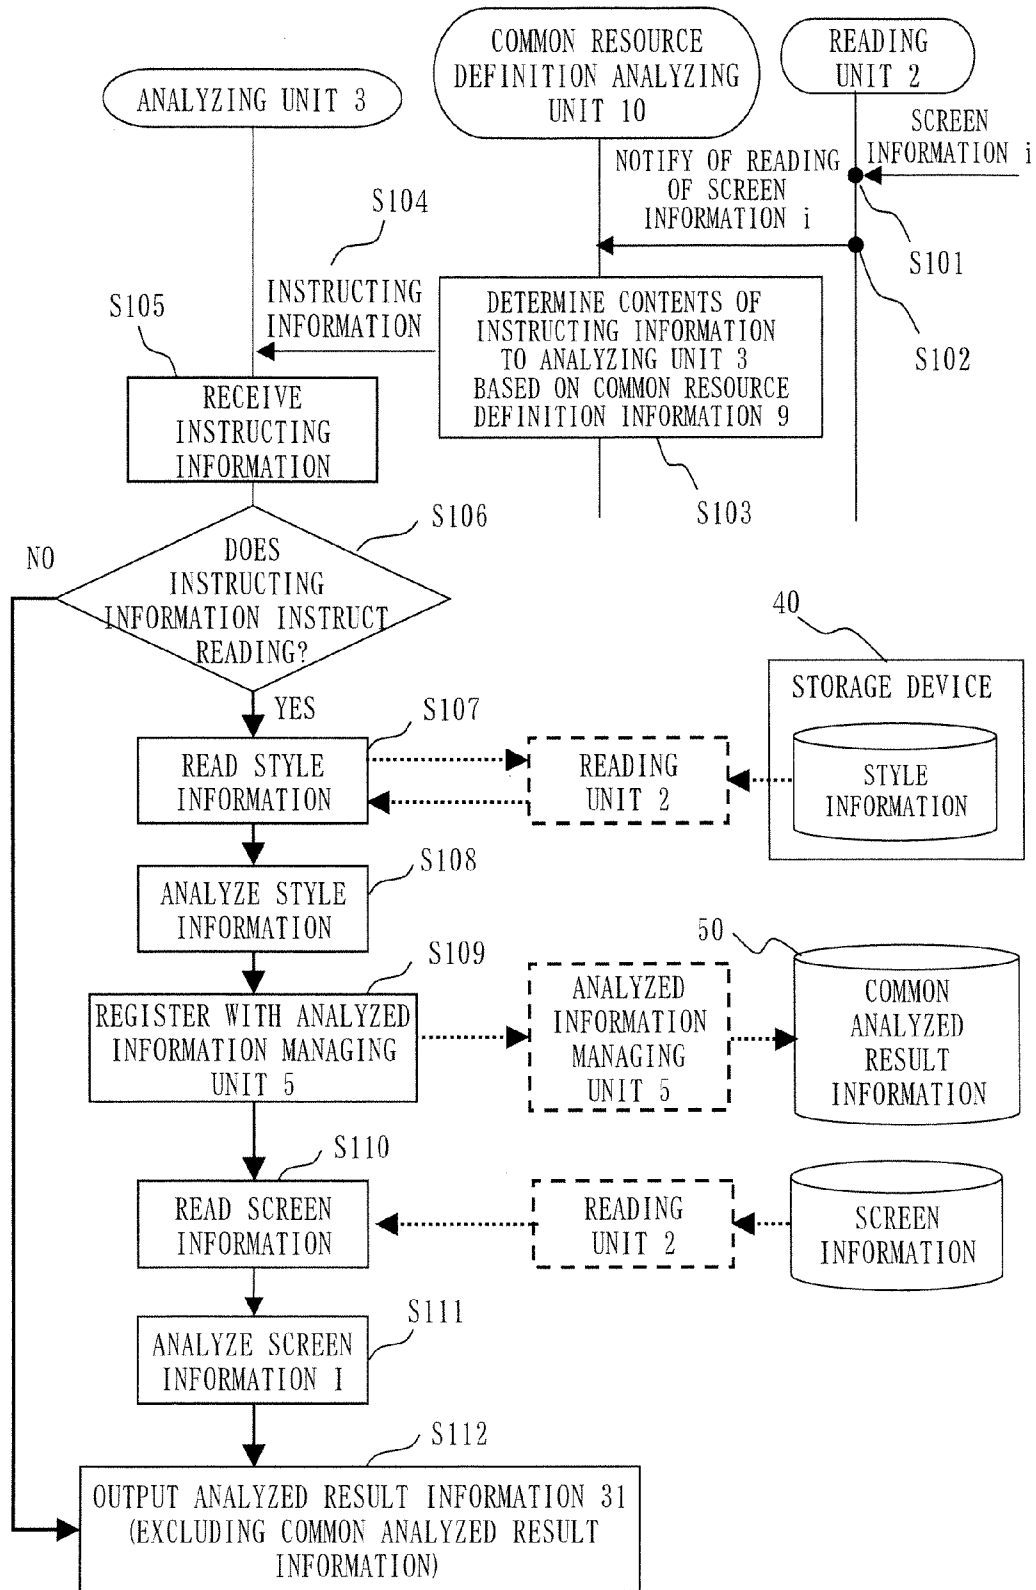 ANALYZING UNIT 3
COMMON RESOURCE
DEFINITION ANALYZING
UNIT 10
READING
UNIT 2
SCREEN
INFORMATION i
NOTIFY OF READING
OF SCREEN
INFORMATION i
S101
S102
S104
INSTRUCTING
INFORMATION
DETERMINE CONTENTS OF
INSTRUCTING INFORMATION
TO ANALYZING UNIT 3
BASED ON COMMON RESOURCE
DEFINITION INFORMATION 9
S103
S105
RECEIVE
INSTRUCTING
INFORMATION
S106
NO
DOES
INSTRUCTING
INFORMATION INSTRUCT
READING?
YES
S107
READ STYLE
INFORMATION
READING
UNIT 2
40
STORAGE DEVICE
STYLE
INFORMATION
S108
ANALYZE STYLE
INFORMATION
S109
REGISTER WITH ANALYZED
INFORMATION MANAGING
UNIT 5
ANALYZED
INFORMATION
MANAGING
UNIT 5
50
COMMON
ANALYZED
RESULT
INFORMATION
S110
READ SCREEN
INFORMATION
READING
UNIT 2
SCREEN
INFORMATION
S111
ANALYZE SCREEN
INFORMATION I
S112
OUTPUT ANALYZED RESULT INFORMATION 31
(EXCLUDING COMMON ANALYZED RESULT
INFORMATION)